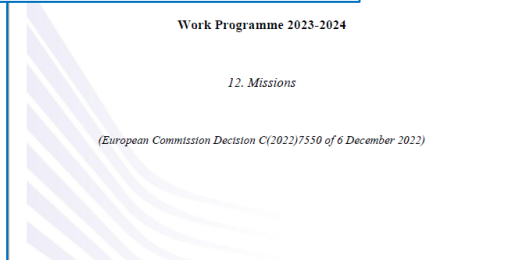 Work Programme 2023-2024
12. Missions
(European Commission Decision C(2022)7550 of 6 December 2022)